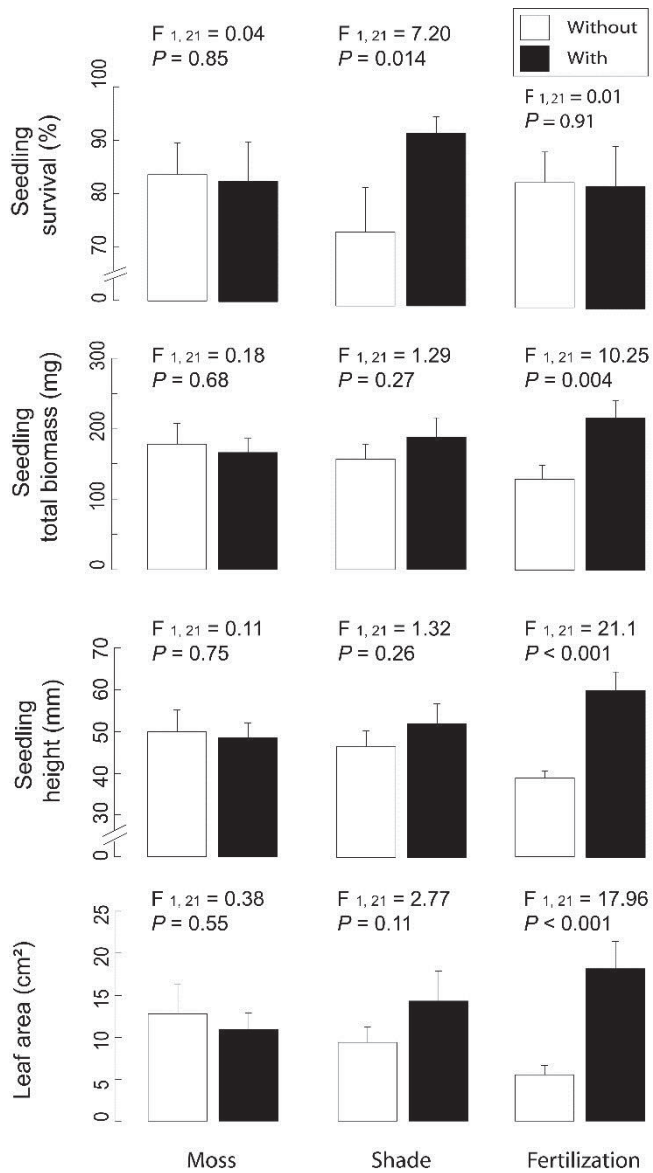 F 1, 21 = 0.04
P = 0.85
F 1, 21 = 7.20
P = 0.014
Without
With
F 1,21 = 0.01
P = 0.91
Seedling
survival (%)
100
90
80
70
0
F 1, 21 = 0.18
P = 0.68
F 1, 21 = 1.29
P = 0.27
F 1, 21 = 10.25
P = 0.004
Seedling
total biomass (mg)
300
200
100
0
F 1, 21 = 0.11
P = 0.75
F 1, 21 = 1.32
P = 0.26
F 1, 21 = 21.1
P < 0.001
Seedling
height (mm)
70
60
50
40
30
0
F 1, 21 = 0.38
P = 0.55
F 1, 21 = 2.77
P = 0.11
F 1, 21 = 17.96
P < 0.001
Leaf area (cm²)
25
20
15
10
5
0
Moss
Shade
Fertilization